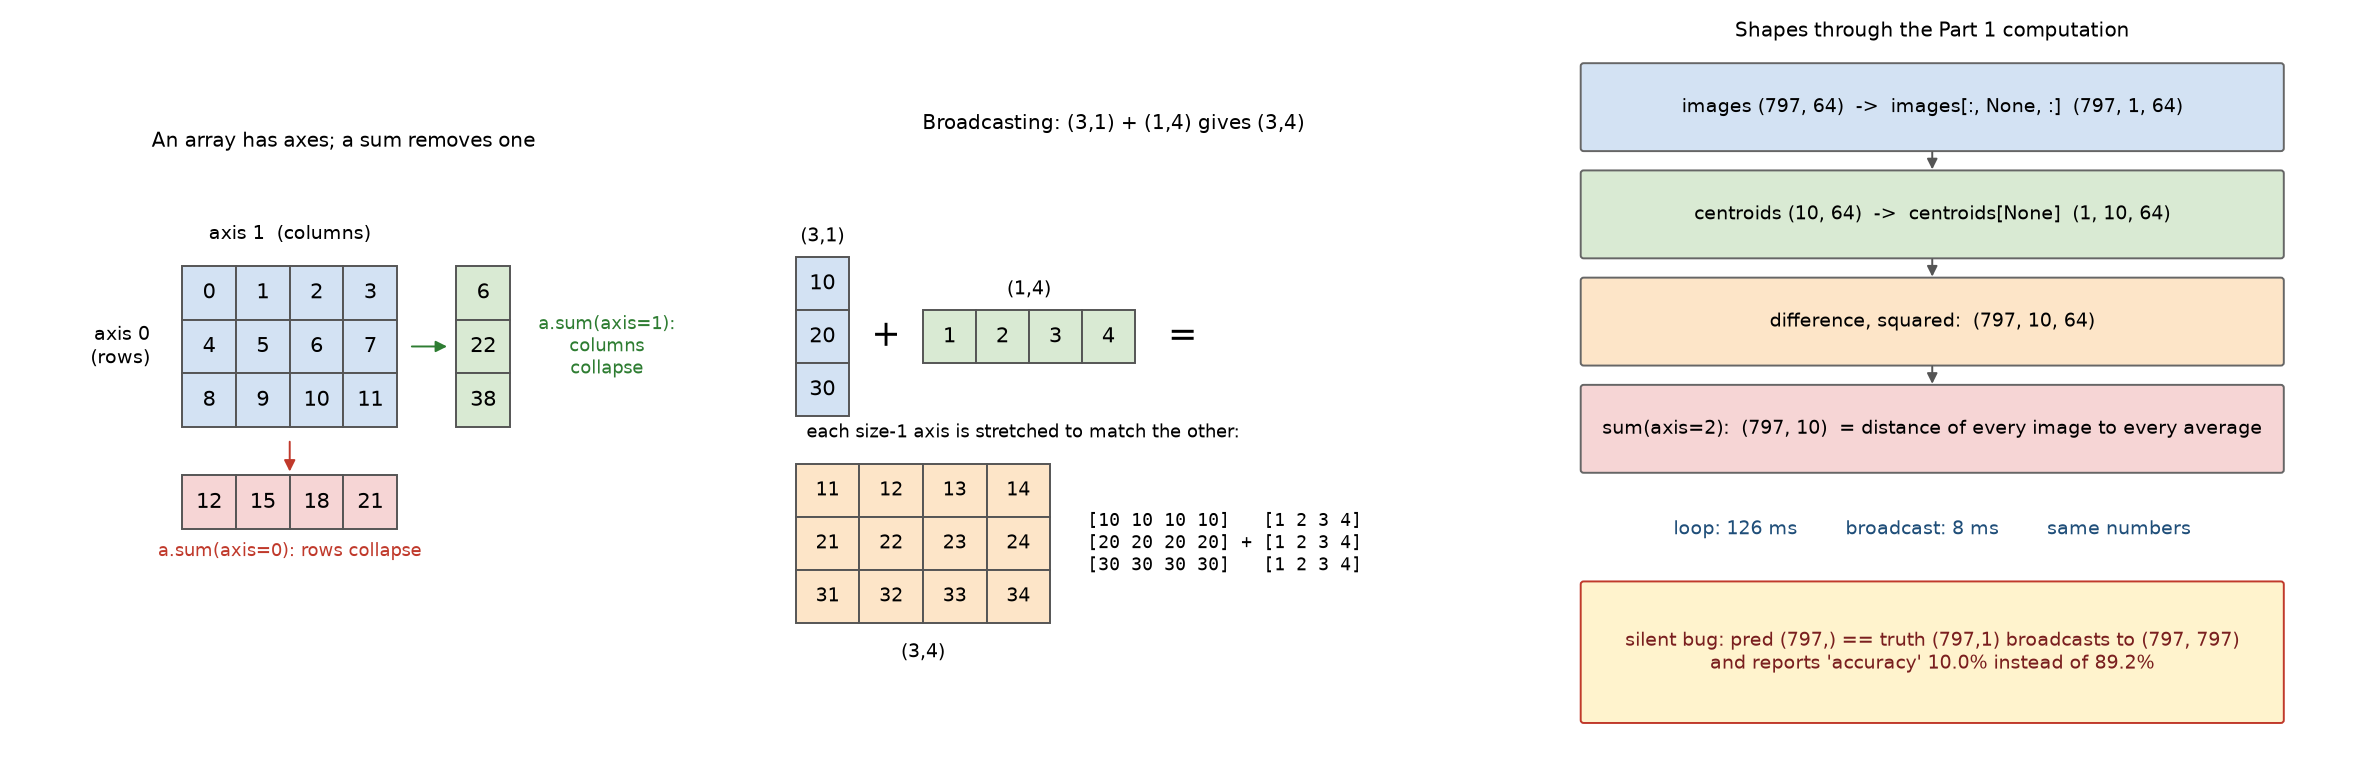 An array has axes; a sum removes one
axis 1  (columns)
axis 0
(rows)
0 1 2 3
4 5 6 7
8 9 10 11
6
22
38
a.sum(axis=1):
columns
collapse
12 15 18 21
a.sum(axis=0): rows collapse
Broadcasting: (3,1) + (1,4) gives (3,4)
(3,1)
10
20
30
+
(1,4)
1 2 3 4
=
each size-1 axis is stretched to match the other:
11 12 13 14
21 22 23 24
31 32 33 34
(3,4)
[10 10 10 10]   [1 2 3 4]
[20 20 20 20] + [1 2 3 4]
[30 30 30 30]   [1 2 3 4]
Shapes through the Part 1 computation
images (797, 64)  ->  images[:, None, :]  (797, 1, 64)
centroids (10, 64)  ->  centroids[None]  (1, 10, 64)
difference, squared:  (797, 10, 64)
sum(axis=2):  (797, 10)  = distance of every image to every average
loop: 126 ms        broadcast: 8 ms        same numbers
silent bug: pred (797,) == truth (797,1) broadcasts to (797, 797)
and reports 'accuracy' 10.0% instead of 89.2%